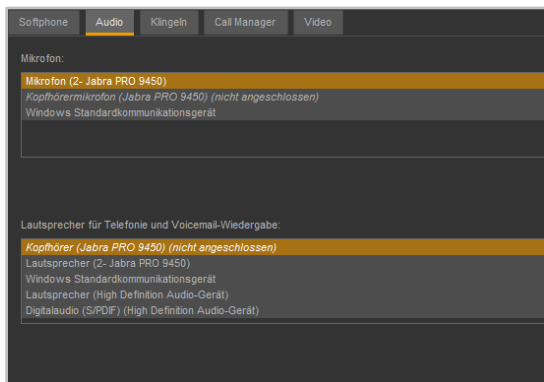 Softphone Audio Klingeln Call Manager Video
Mikrofon:
Mikrofon (2- Jabra PRO 9450)
Kopfhörermikrofon (Jabra PRO 9450) (nicht angeschlossen)
Windows Standardkommunikationsgerät
Lautsprecher für Telefonie und Voicemail-Wiedergabe:
Kopfhörer (Jabra PRO 9450) (nicht angeschlossen)
Lautsprecher (2- Jabra PRO 9450)
Windows Standardkommunikationsgerät
Lautsprecher (High Definition Audio-Gerät)
Digitalaudio (S/PDIF) (High Definition Audio-Gerät)